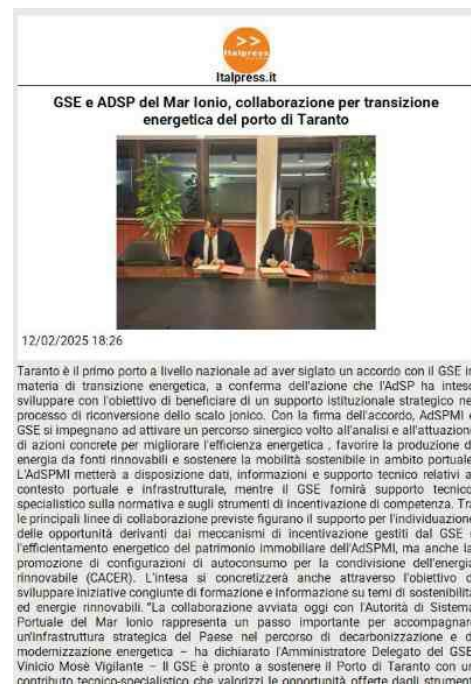 >>
Italpress
Italpress.it
GSE e ADSP del Mar Ionio, collaborazione per transizione
energetica del porto di Taranto
12/02/2025 18:26
Taranto è il primo porto a livello nazionale ad aver siglato un accordo con il GSE in
materia di transizione energetica, a conferma dell'azione che l'AdSP ha inteso
sviluppare con l'obiettivo di beneficiare di un supporto istituzionale strategico ne
processo di riconversione dello scalo jonico. Con la firma dell'accordo, AdSPMI e
GSE si impegnano ad attivare un percorso sinergico volto all'analisi e all'attuazion
di azioni concrete per migliorare l'efficienza energetica , favorire la produzione d
energia da fonti rinnovabili e sostenere la mobilità sostenibile in ambito portuale
L'AdSPMI metterà a disposizione dati, informazioni e supporto tecnico relativi a
contesto portuale e infrastrutturale, mentre il GSE fornirà supporto tecnico
specialistico sulla normativa e sugli strumenti di incentivazione di competenza. Tra
le principali linee di collaborazione previste figurano il supporto per l'individuazione
delle opportunità derivanti dai meccanismi di incentivazione gestiti dal GSE e
l'efficientamento energetico del patrimonio immobiliare dell'AdSPMI, ma anche la
promozione di configurazioni di autoconsumo per la condivisione dell'energia
rinnovabile (CACER). L'intesa si concretizzerà anche attraverso l'obiettivo d
sviluppare iniziative congiunte di formazione e informazione su temi di sostenibilità
ed energie rinnovabili. "La collaborazione avviata oggi con l'Autorità di Sistema
Portuale del Mar Ionio rappresenta un passo importante per accompagnare
un'infrastruttura strategica del Paese nel percorso di decarbonizzazione e d
modernizzazione energetica – ha dichiarato l'Amministratore Delegato del GSE
Vinicio Mosè Vigilante – Il GSE è pronto a sostenere il Porto di Taranto con un
contributo tecnico-specialistico che valorizzi le opportunità offerte dagli strument